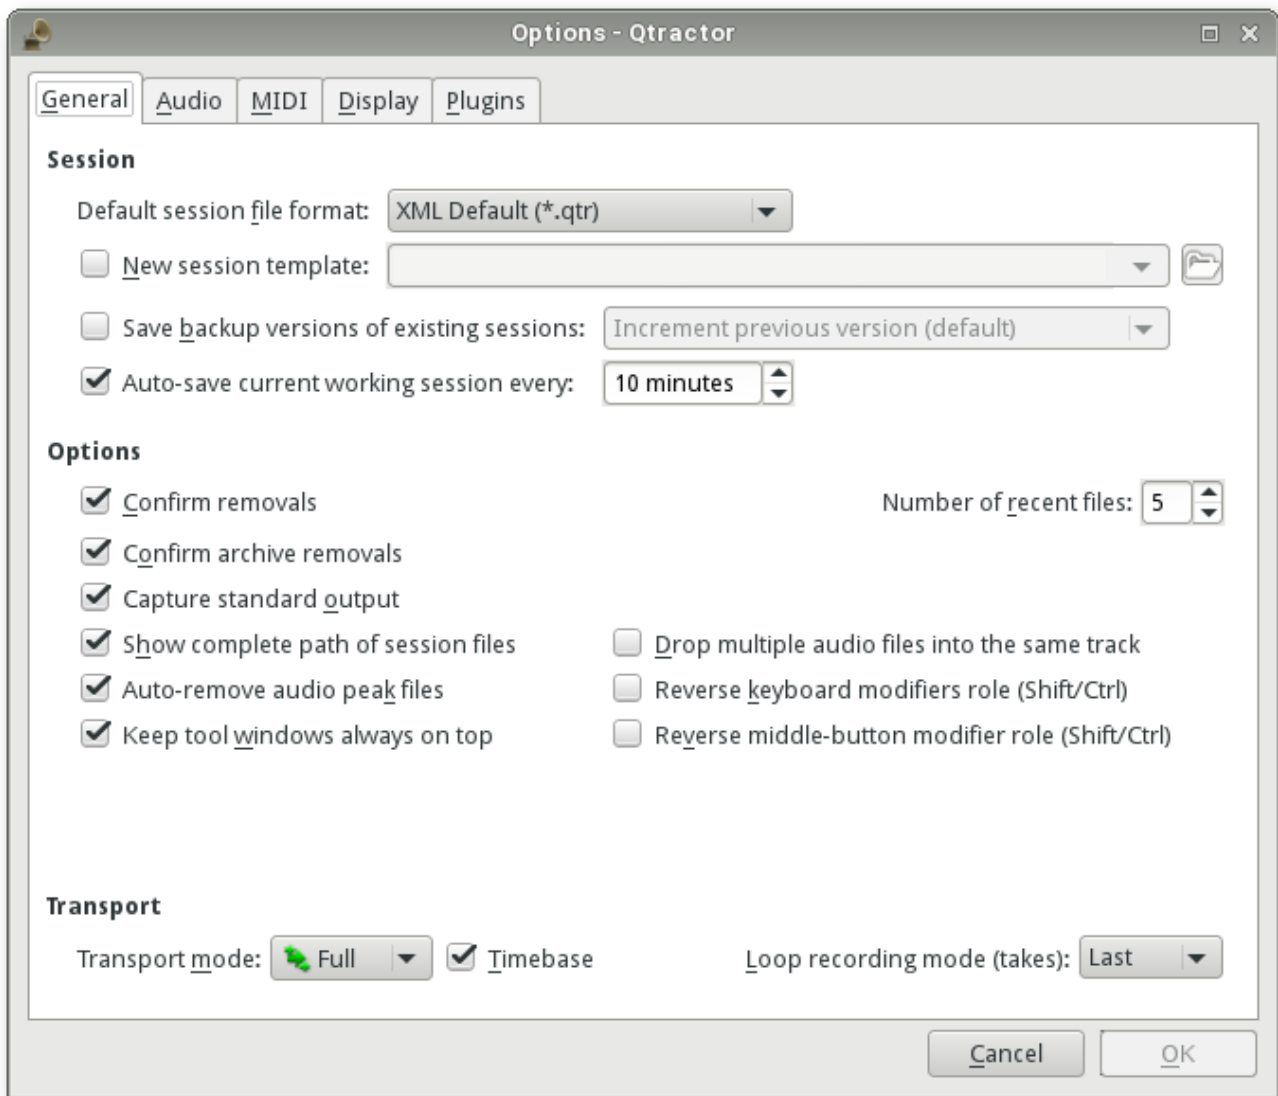 Options - Qtractor
General Audio MIDI Display Plugins
Session
Default session file format: XML Default (*.qtr)
New session template:
Save backup versions of existing sessions: Increment previous version (default)
Auto-save current working session every: 10 minutes
Options
Confirm removals Number of recent files: 5
Confirm archive removals
Capture standard output
Show complete path of session files Drop multiple audio files into the same track
Auto-remove audio peak files Reverse keyboard modifiers role (Shift/Ctrl)
Keep tool windows always on top Reverse middle-button modifier role (Shift/Ctrl)
Transport
Transport mode: Full Timebase Loop recording mode (takes): Last
Cancel OK